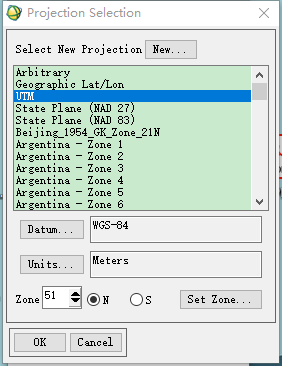 Projection Selection
Select New Projection New...
Arbitrary
Geographic Lat/Lon
UTM
State Plane (NAD 27)
State Plane (NAD 83)
Beijing_1954_GK_Zone_21N
Argentina - Zone 1
Argentina - Zone 2
Argentina - Zone 3
Argentina - Zone 4
Argentina - Zone 5
Argentina - Zone 6
Datum... WGS-84
Units... Meters
Zone 51 N S Set Zone...
OK Cancel